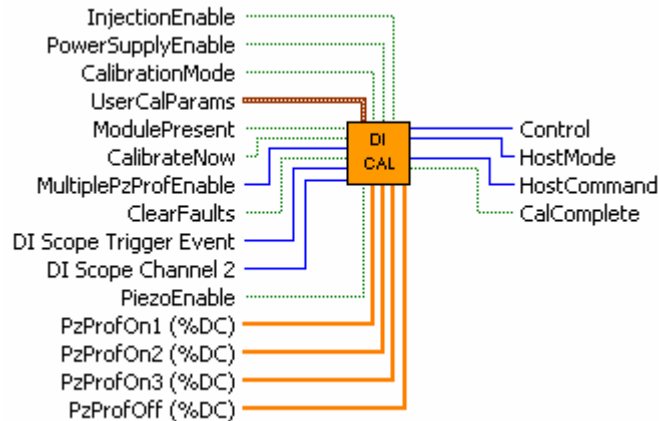 InjectionEnable
PowerSupplyEnable
CalibrationMode
UserCalParams
ModulePresent
CalibrateNow
MultiplePzProfEnable
ClearFaults
DI Scope Trigger Event
DI Scope Channel 2
PiezoEnable
PzProfOn1 (%DC)
PzProfOn2 (%DC)
PzProfOn3 (%DC)
PzProfOff (%DC)
DI
CAL
Control
HostMode
HostCommand
CalComplete